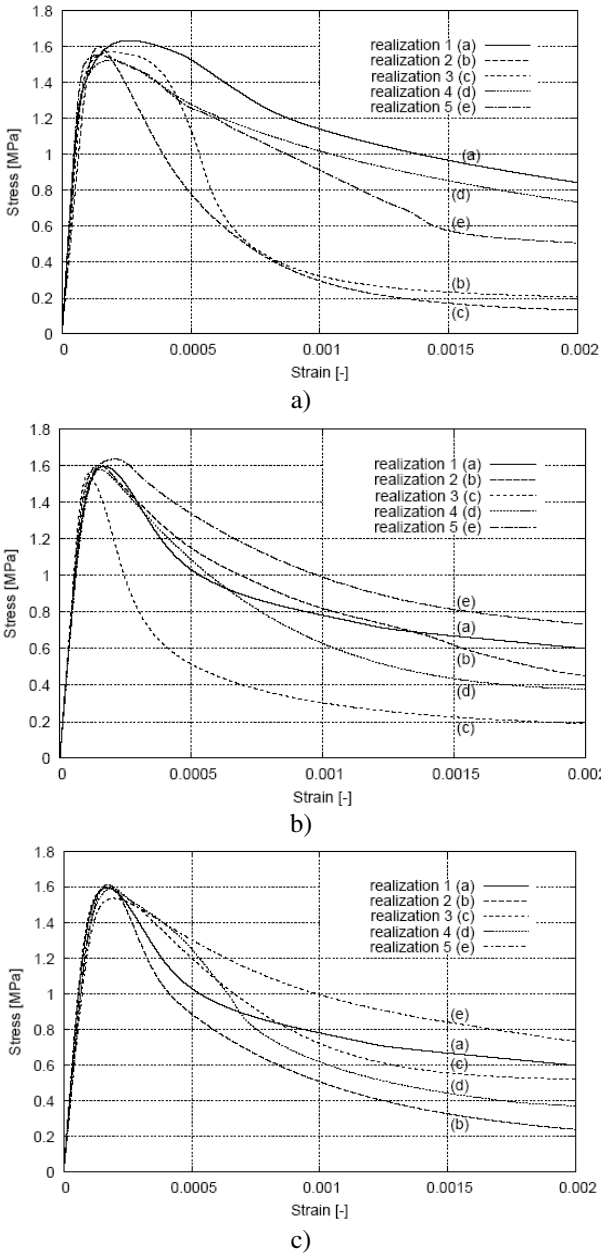 1.8
1.6
1.4
1.2
1
0.8
0.6
0.4
0.2
0
Stress [MPa]
realization 1 (a)
realization 2 (b)
realization 3 (c)
realization 4 (d)
realization 5 (e)
(a)
(d)
(e)
(b)
(c)
0 0.0005 0.001 0.0015 0.002
Strain [-]
a)
1.8
1.6
1.4
1.2
1
0.8
0.6
0.4
0.2
0
Stress [MPa]
realization 1 (a)
realization 2 (b)
realization 3 (c)
realization 4 (d)
realization 5 (e)
(e)
(a)
(b)
(d)
(c)
0 0.0005 0.001 0.0015 0.002
Strain [-]
b)
1.8
1.6
1.4
1.2
1
0.8
0.6
0.4
0.2
0
Stress [MPa]
realization 1 (a)
realization 2 (b)
realization 3 (c)
realization 4 (d)
realization 5 (e)
(e)
(a)
(c)
(d)
(b)
0 0.0005 0.001 0.0015 0.002
Strain [-]
c)